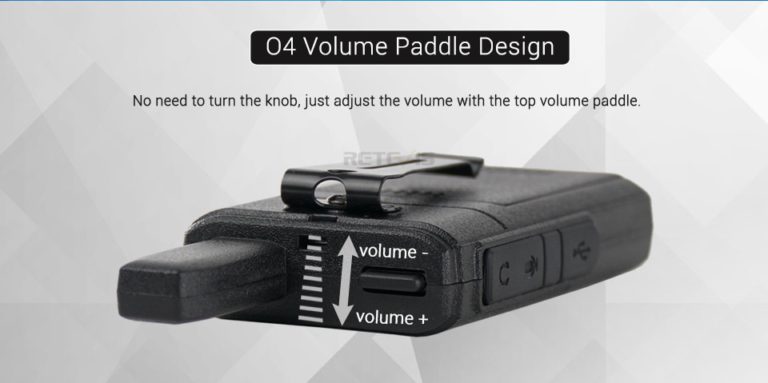 04 Volume Paddle Design
No need to turn the knob, just adjust the volume with the top volume paddle.
RETEVIS
volume -
volume +